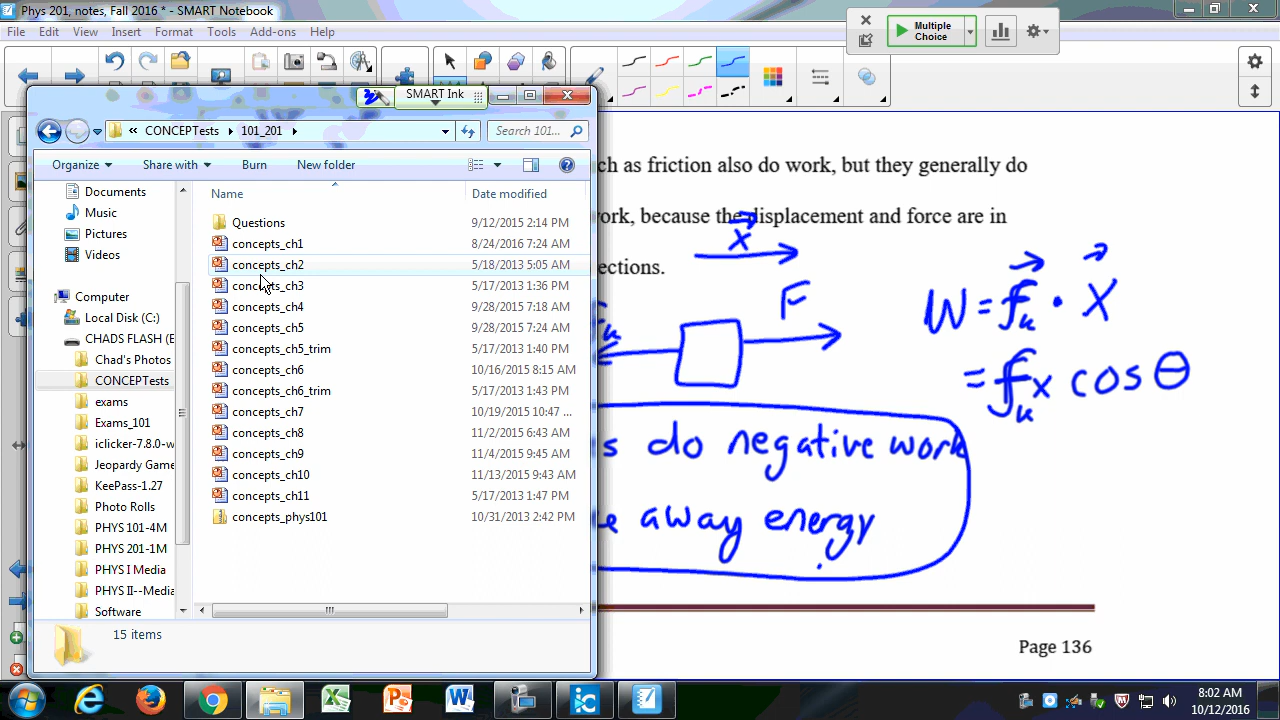 Phys 201, notes, Fall 2016 * - SMART Notebook
File Edit View Insert Format Tools Add-ons Help
Multiple Choice
SMART Ink
« CONCEPTests 101_201
Search 101...
Organize Share with Burn New folder
Name Date modified
Documents
Music
Pictures
Videos
Computer
Local Disk (C:)
CHADS FLASH (E
Chad's Photos
CONCEPTests
exams
Exams_101
iclicker-7.8.0-w
Jeopardy Game
KeePass-1.27
Photo Rolls
PHYS 101-4M
PHYS 201-1M
PHYS I Media
PHYS II--Media
Software
Questions 9/12/2015 2:14 PM
concepts_ch1 8/24/2016 7:24 AM
concepts_ch2 5/18/2013 5:05 AM
concepts_ch3 5/17/2013 1:36 PM
concepts_ch4 9/28/2015 7:18 AM
concepts_ch5 9/28/2015 7:24 AM
concepts_ch5_trim 5/17/2013 1:40 PM
concepts_ch6 10/16/2015 8:15 AM
concepts_ch6_trim 5/17/2013 1:43 PM
concepts_ch7 10/19/2015 10:47 ...
concepts_ch8 11/2/2015 6:43 AM
concepts_ch9 11/4/2015 9:45 AM
concepts_ch10 11/13/2015 9:43 AM
concepts_ch11 5/17/2013 1:47 PM
concepts_phys101 10/31/2013 2:42 PM
15 items
ch as friction also do work, but they generally do
ork, because the displacement and force are in
ections.
x⃗
F
W = f⃗ₖ · x⃗
= fₖ x cos θ
s do negative work
e away energy.
Page 136
8:02 AM
10/12/2016